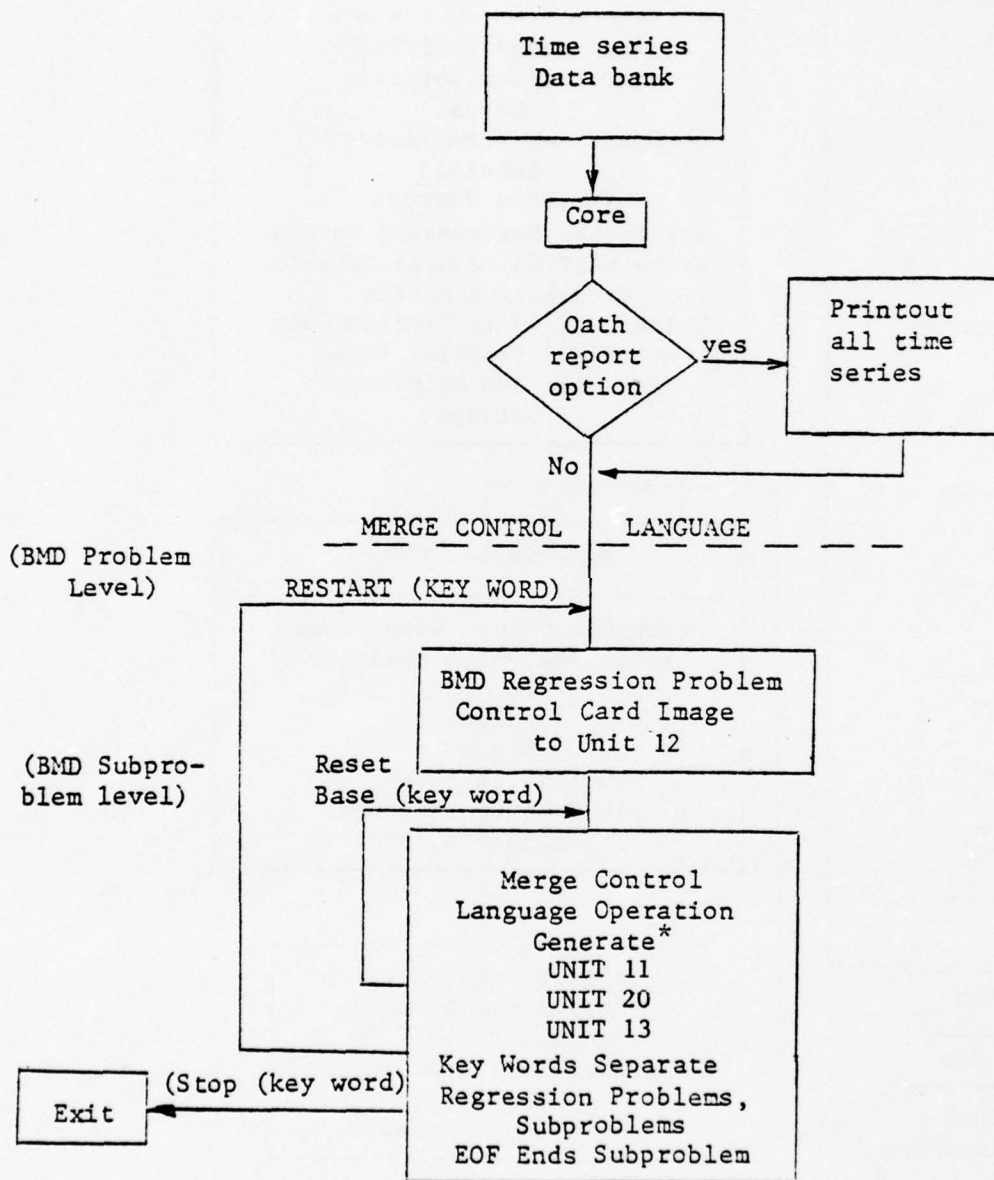 Time series
Data bank
Core
Oath
report
option
yes
Printout
all time
series
No
MERGE CONTROL LANGUAGE
(BMD Problem
Level)
RESTART (KEY WORD)
BMD Regression Problem
Control Card Image
to Unit 12
(BMD Subpro-
blem level)
Reset
Base (key word)
Merge Control
Language Operation
Generate*
UNIT 11
UNIT 20
UNIT 13
Key Words Separate
Regression Problems,
Subproblems
EOF Ends Subproblem
(Stop (key word)
Exit